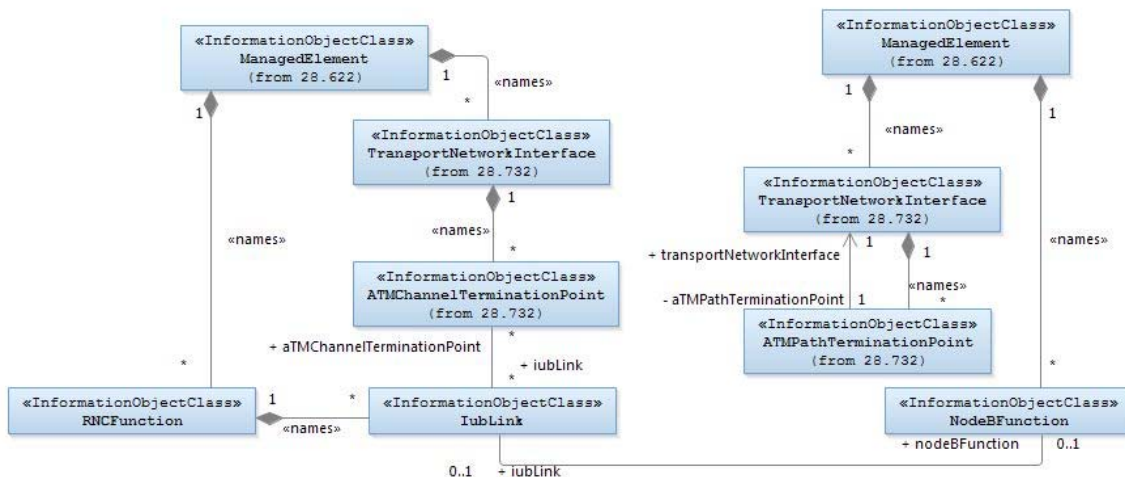 «InformationObjectClass»
ManagedElement
(from 28.622)
1
1
«names»
*
«InformationObjectClass»
TransportNetworkInterface
(from 28.732)
1
«names»
«names»
*
«InformationObjectClass»
ATMChannelTerminationPoint
(from 28.732)
*
+ aTMChannelTerminationPoint
+ iubLink
*
*
«InformationObjectClass»
RNCFunction
1
*
«names»
«InformationObjectClass»
IubLink
0..1
+ iubLink
«InformationObjectClass»
ManagedElement
(from 28.622)
1
1
«names»
*
«InformationObjectClass»
TransportNetworkInterface
(from 28.732)
«names»
1
1
+ transportNetworkInterface
«names»
- aTMPathTerminationPoint
1
*
«InformationObjectClass»
ATMPathTerminationPoint
(from 28.732)
*
«InformationObjectClass»
NodeBFunction
+ nodeBFunction
0..1